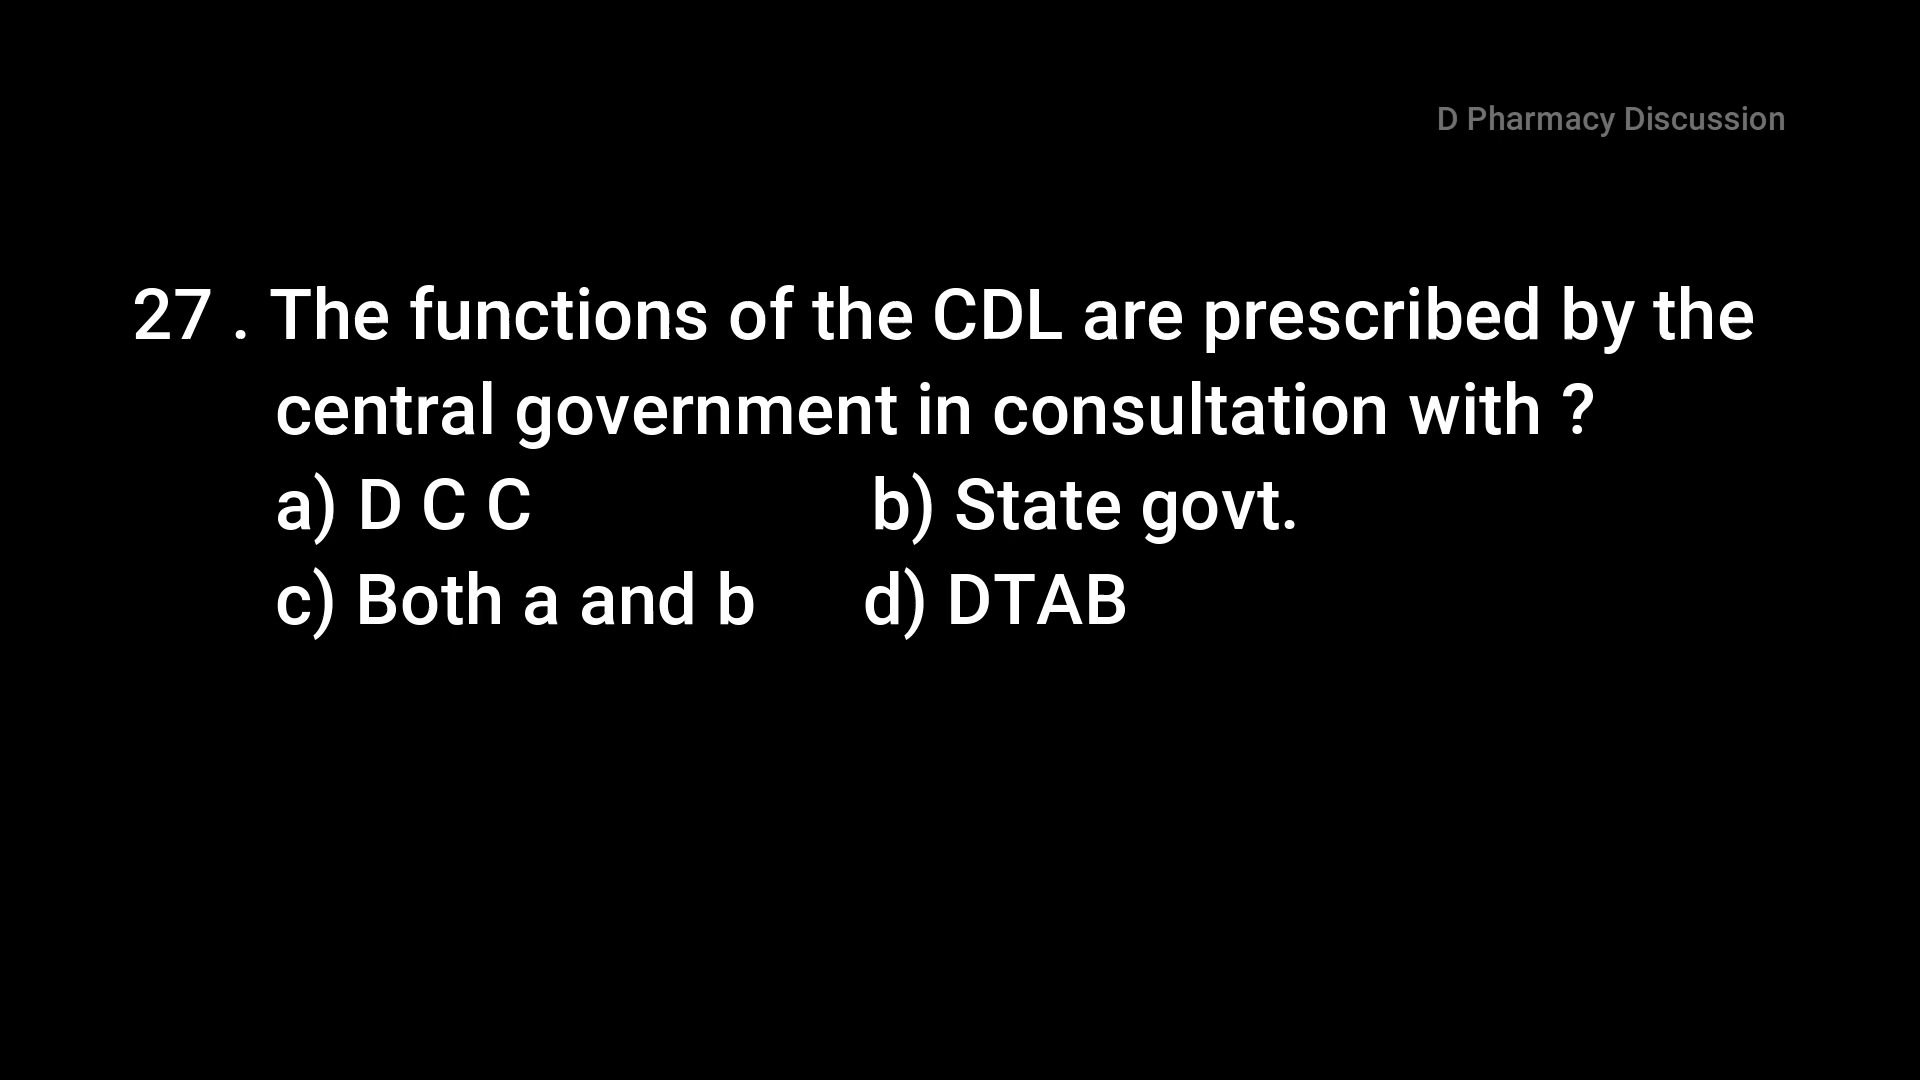 D Pharmacy Discussion
27 . The functions of the CDL are prescribed by the
central government in consultation with ?
a) D C C b) State govt.
c) Both a and b d) DTAB